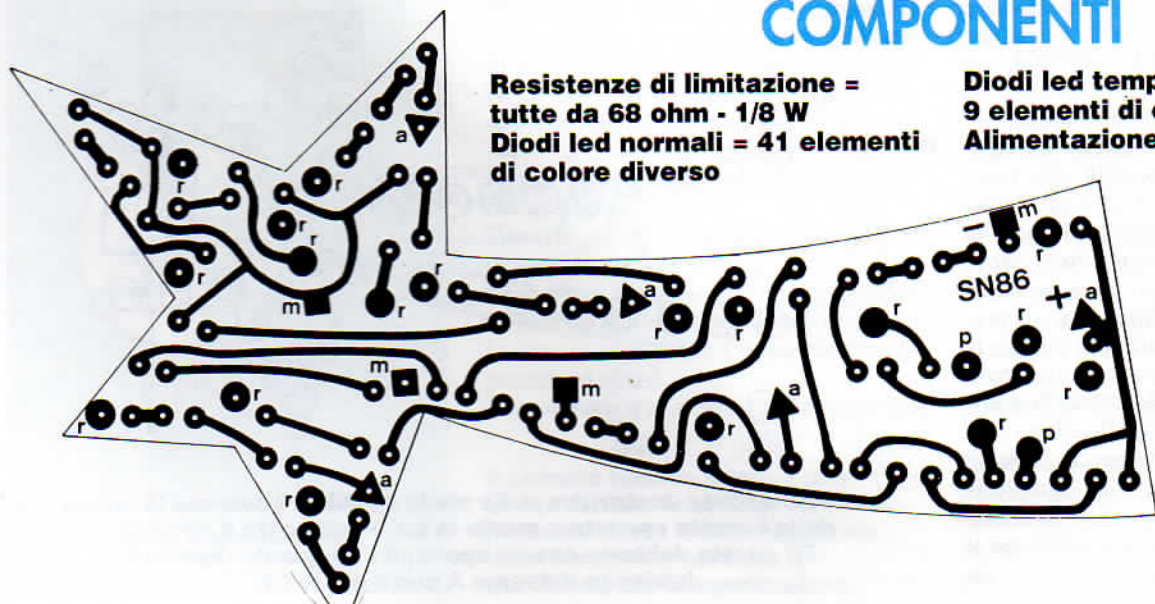 COMPONENTI
Resistenze di limitazione =
tutte da 68 ohm - 1/8 W
Diodi led normali = 41 elementi
di colore diverso
Diodi led temp
9 elementi di
Alimentazione
a
r
r
r
r
r
m
r
r
a
r
r
m
m
r
a
r
r
a
r
- m
r
SN86
+ a
r
r
p
r
r
p